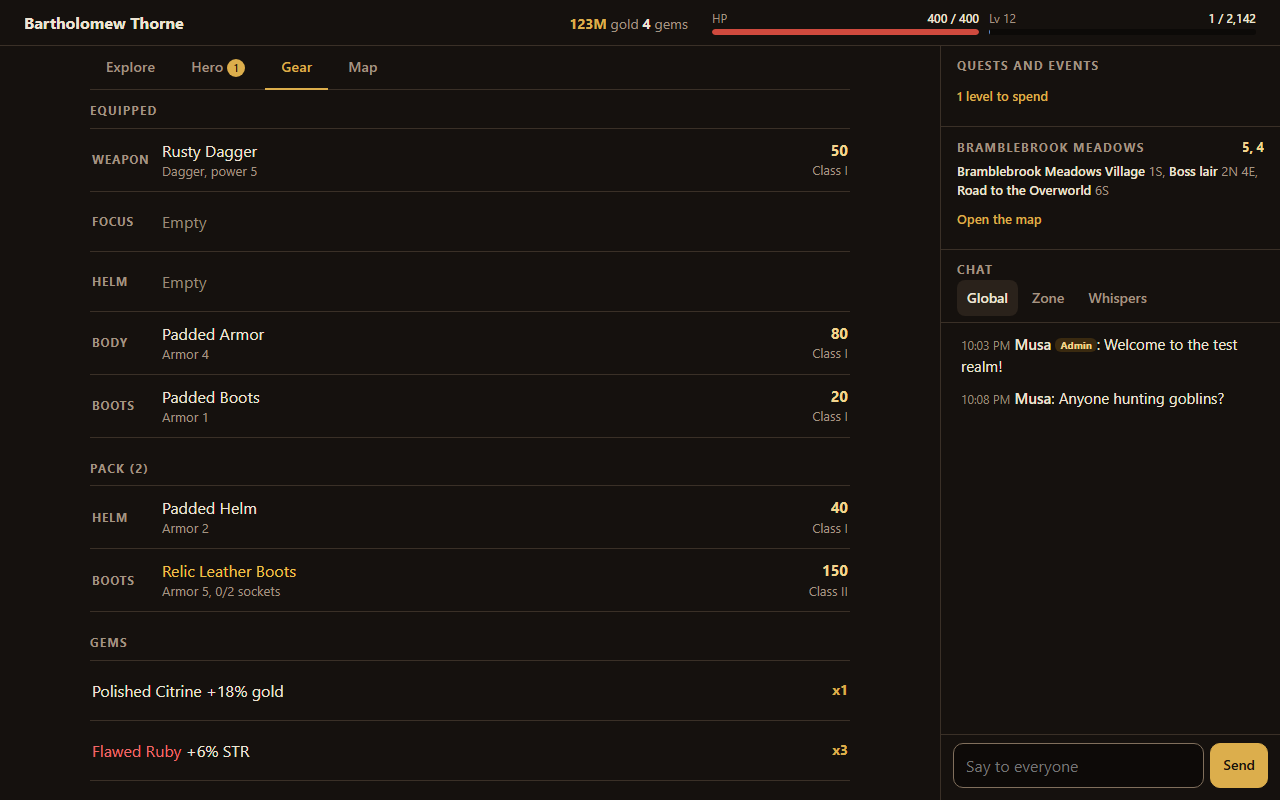 Bartholomew Thorne
123M gold 4 gems
HP 400 / 400
Lv 12 1 / 2,142
Explore
Hero 1
Gear
Map
EQUIPPED
WEAPON
Rusty Dagger
Dagger, power 5
50
Class I
FOCUS
Empty
HELM
Empty
BODY
Padded Armor
Armor 4
80
Class I
BOOTS
Padded Boots
Armor 1
20
Class I
PACK (2)
HELM
Padded Helm
Armor 2
40
Class I
BOOTS
Relic Leather Boots
Armor 5, 0/2 sockets
150
Class II
GEMS
Polished Citrine +18% gold x1
Flawed Ruby +6% STR x3
QUESTS AND EVENTS
1 level to spend
BRAMBLEBROOK MEADOWS 5, 4
Bramblebrook Meadows Village 1S, Boss lair 2N 4E,
Road to the Overworld 6S
Open the map
CHAT
Global
Zone
Whispers
10:03 PM Musa Admin: Welcome to the test
realm!
10:08 PM Musa: Anyone hunting goblins?
Say to everyone
Send